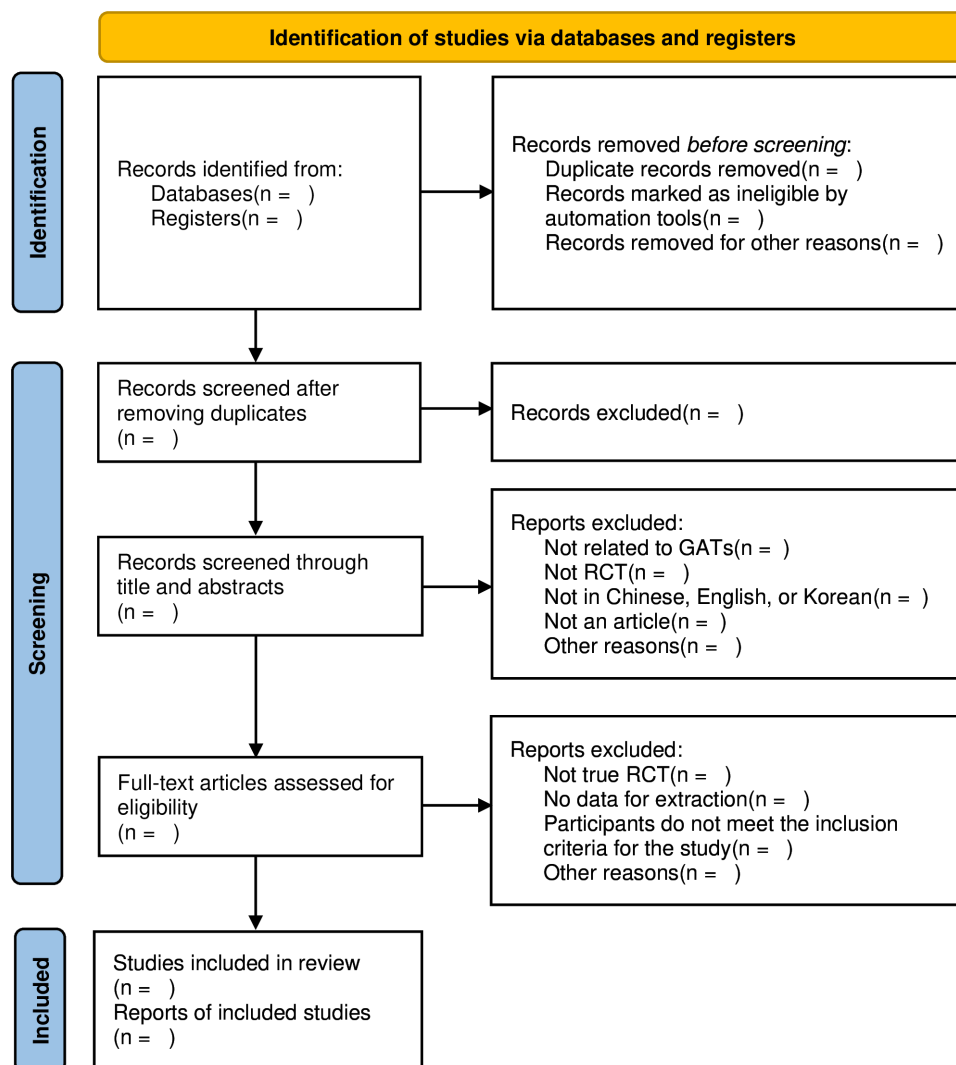 Identification of studies via databases and registers
Identification
Records identified from:
Databases(n =   )
Registers(n =   )
Records removed before screening:
Duplicate records removed(n =   )
Records marked as ineligible by
automation tools(n =   )
Records removed for other reasons(n =   )
Screening
Records screened after
removing duplicates
(n =   )
Records excluded(n =   )
Records screened through
title and abstracts
(n =   )
Reports excluded:
Not related to GATs(n =  )
Not RCT(n =   )
Not in Chinese, English, or Korean(n =  )
Not an article(n =   )
Other reasons(n =   )
Full-text articles assessed for
eligibility
(n =   )
Reports excluded:
Not true RCT(n =   )
No data for extraction(n =   )
Participants do not meet the inclusion
criteria for the study(n =   )
Other reasons(n =   )
Included
Studies included in review
(n =   )
Reports of included studies
(n =   )